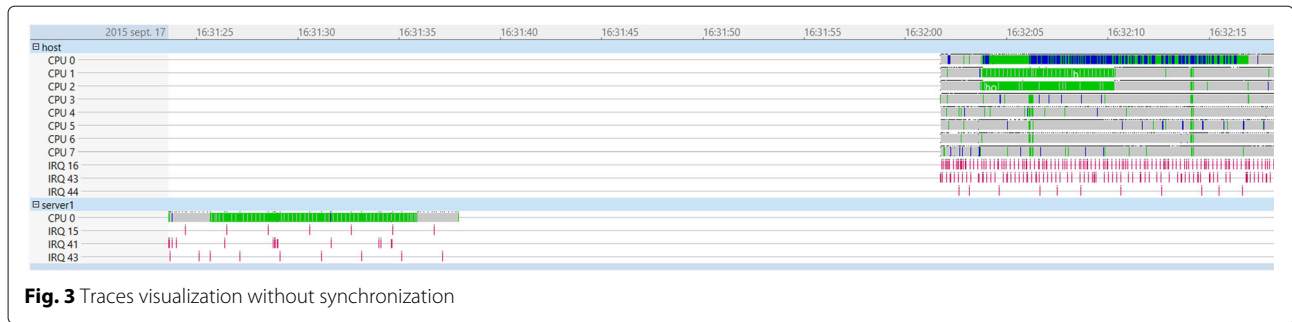 2015 sept. 17 16:31:25 16:31:30 16:31:35 16:31:40 16:31:45 16:31:50 16:31:55 16:32:00 16:32:05 16:32:10 16:32:15
host
CPU 0
CPU 1
CPU 2
CPU 3
CPU 4
CPU 5
CPU 6
CPU 7
IRQ 16
IRQ 43
IRQ 44
server1
CPU 0
IRQ 15
IRQ 41
IRQ 43
Fig. 3 Traces visualization without synchronization